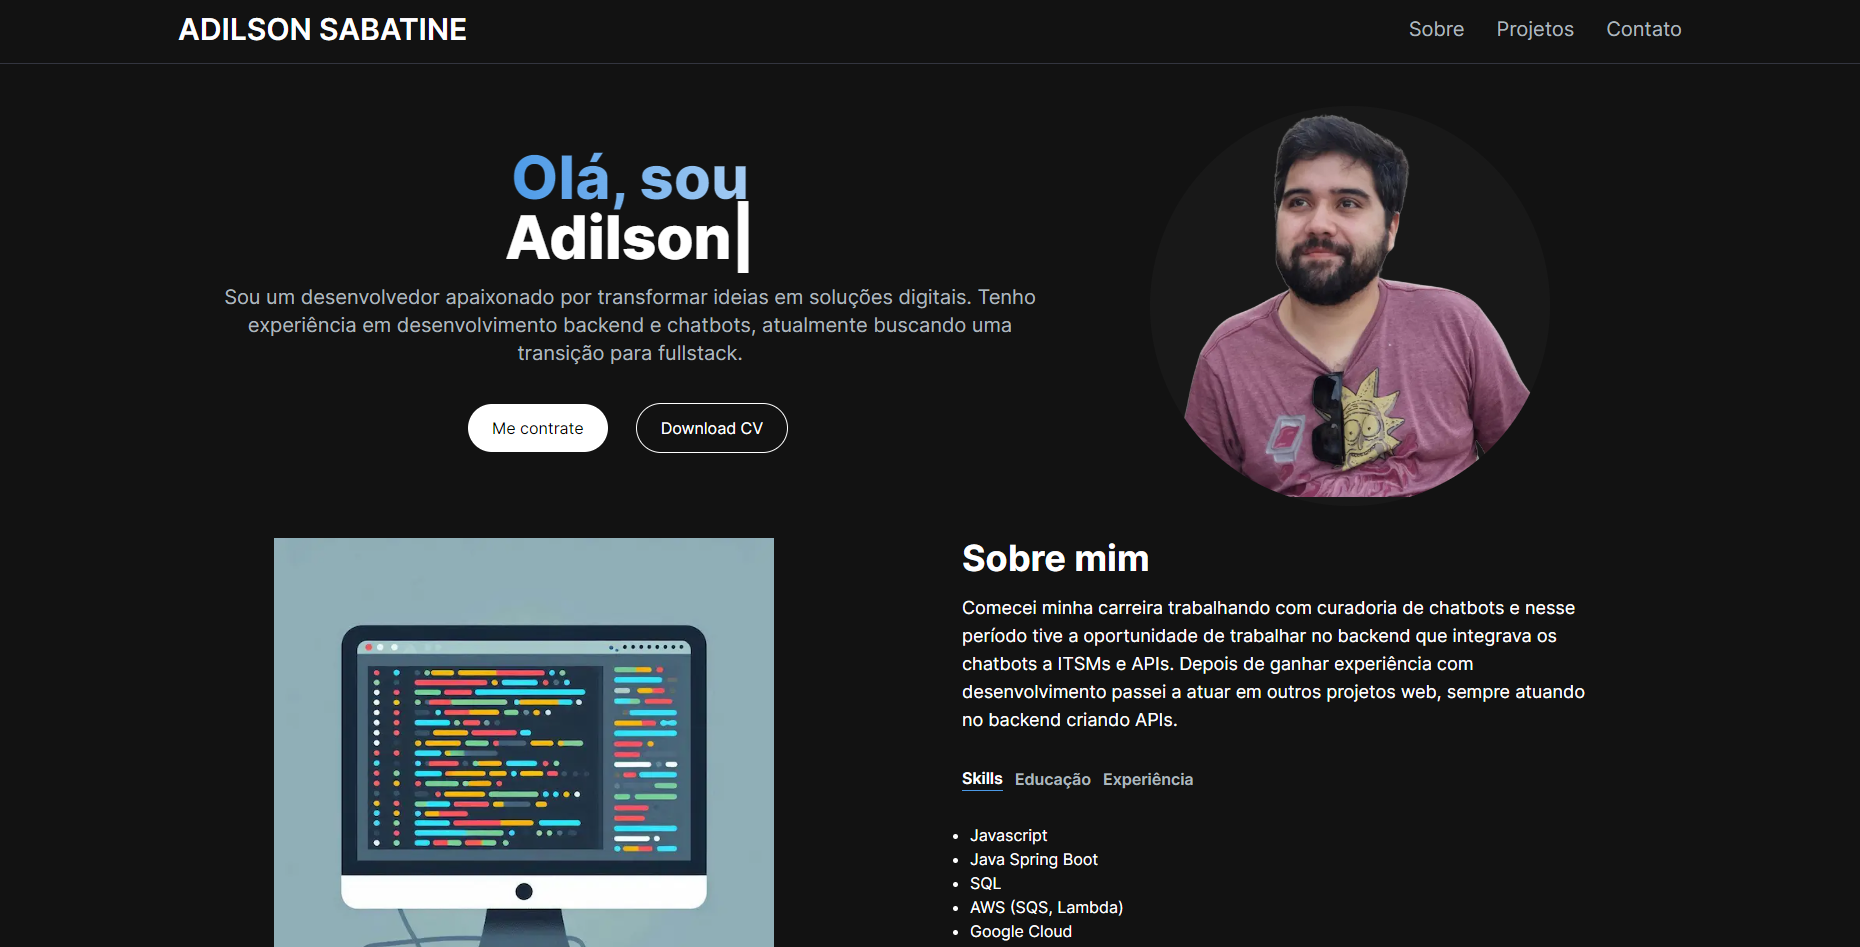 ADILSON SABATINE
Sobre
Projetos
Contato
Olá, sou
Adilson
Sou um desenvolvedor apaixonado por transformar ideias em soluções digitais. Tenho
experiência em desenvolvimento backend e chatbots, atualmente buscando uma
transição para fullstack.
Me contrate
Download CV
Sobre mim
Comecei minha carreira trabalhando com curadoria de chatbots e nesse
período tive a oportunidade de trabalhar no backend que integrava os
chatbots a ITSMs e APIs. Depois de ganhar experiência com
desenvolvimento passei a atuar em outros projetos web, sempre atuando
no backend criando APIs.
Skills
Educação
Experiência
• Javascript
• Java Spring Boot
• SQL
• AWS (SQS, Lambda)
• Google Cloud